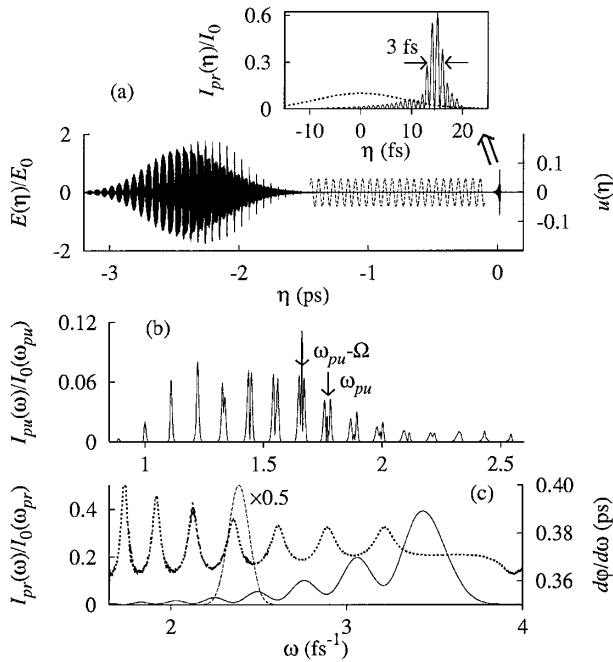 I_pr(η)/I_0
0.6
0.3
0
3 fs
-10 0 10 20
η (fs)
(a)
E(η)/E_0
2
0
-2
u(η)
0.1
0
-0.1
-3 -2 -1 0
η (ps)
(b)
I_pu(ω)/I_0(ω_pu)
0.12
0.06
0
ω_pu-Ω
ω_pu
1 1.5 2 2.5
(c)
I_pr(ω)/I_0(ω_pr)
0.4
0.2
0
×0.5
dφ/dω (ps)
0.40
0.38
0.36
2 3 4
ω (fs⁻¹)